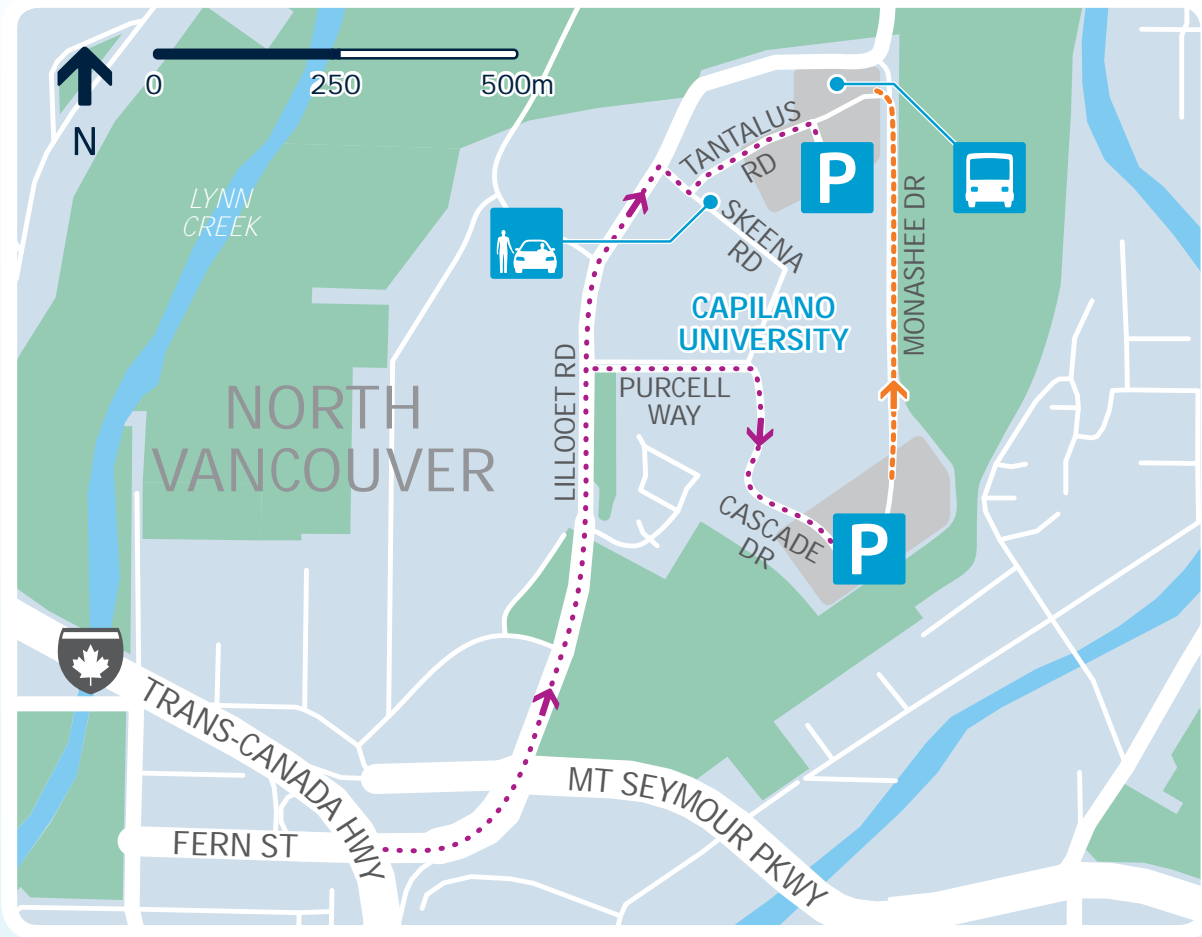 0
250
500m
N
LYNN
CREEK
TANTALUS
RD
P
SKEENA
RD
MONASHEE DR
CAPILANO
UNIVERSITY
LILLOOET RD
PURCELL
WAY
NORTH
VANCOUVER
CASCADE
DR
P
TRANS-CANADA HWY
MT SEYMOUR PKWY
FERN ST